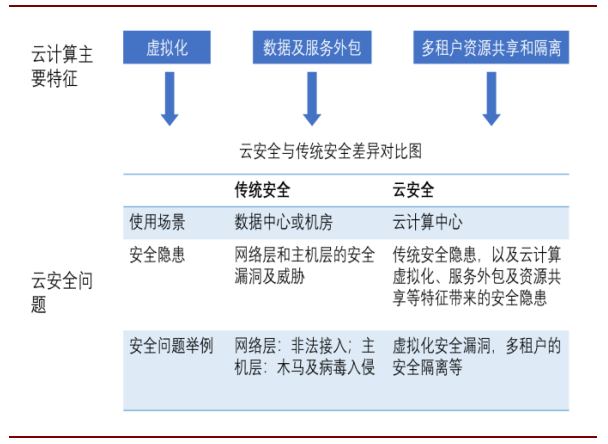 云计算主
要特征
虚拟化
数据及服务外包
多租户资源共享和隔离
云安全与传统安全差异对比图
传统安全
云安全
使用场景
数据中心或机房
云计算中心
云安全问
题
安全隐患
网络层和主机层的安全
漏洞及威胁
传统安全隐患，以及云计算
虚拟化、服务外包及资源共
享等特征带来的安全隐患
安全问题举例
网络层：非法接入；主
机层：木马及病毒入侵
虚拟化安全漏洞，多租户的
安全隔离等